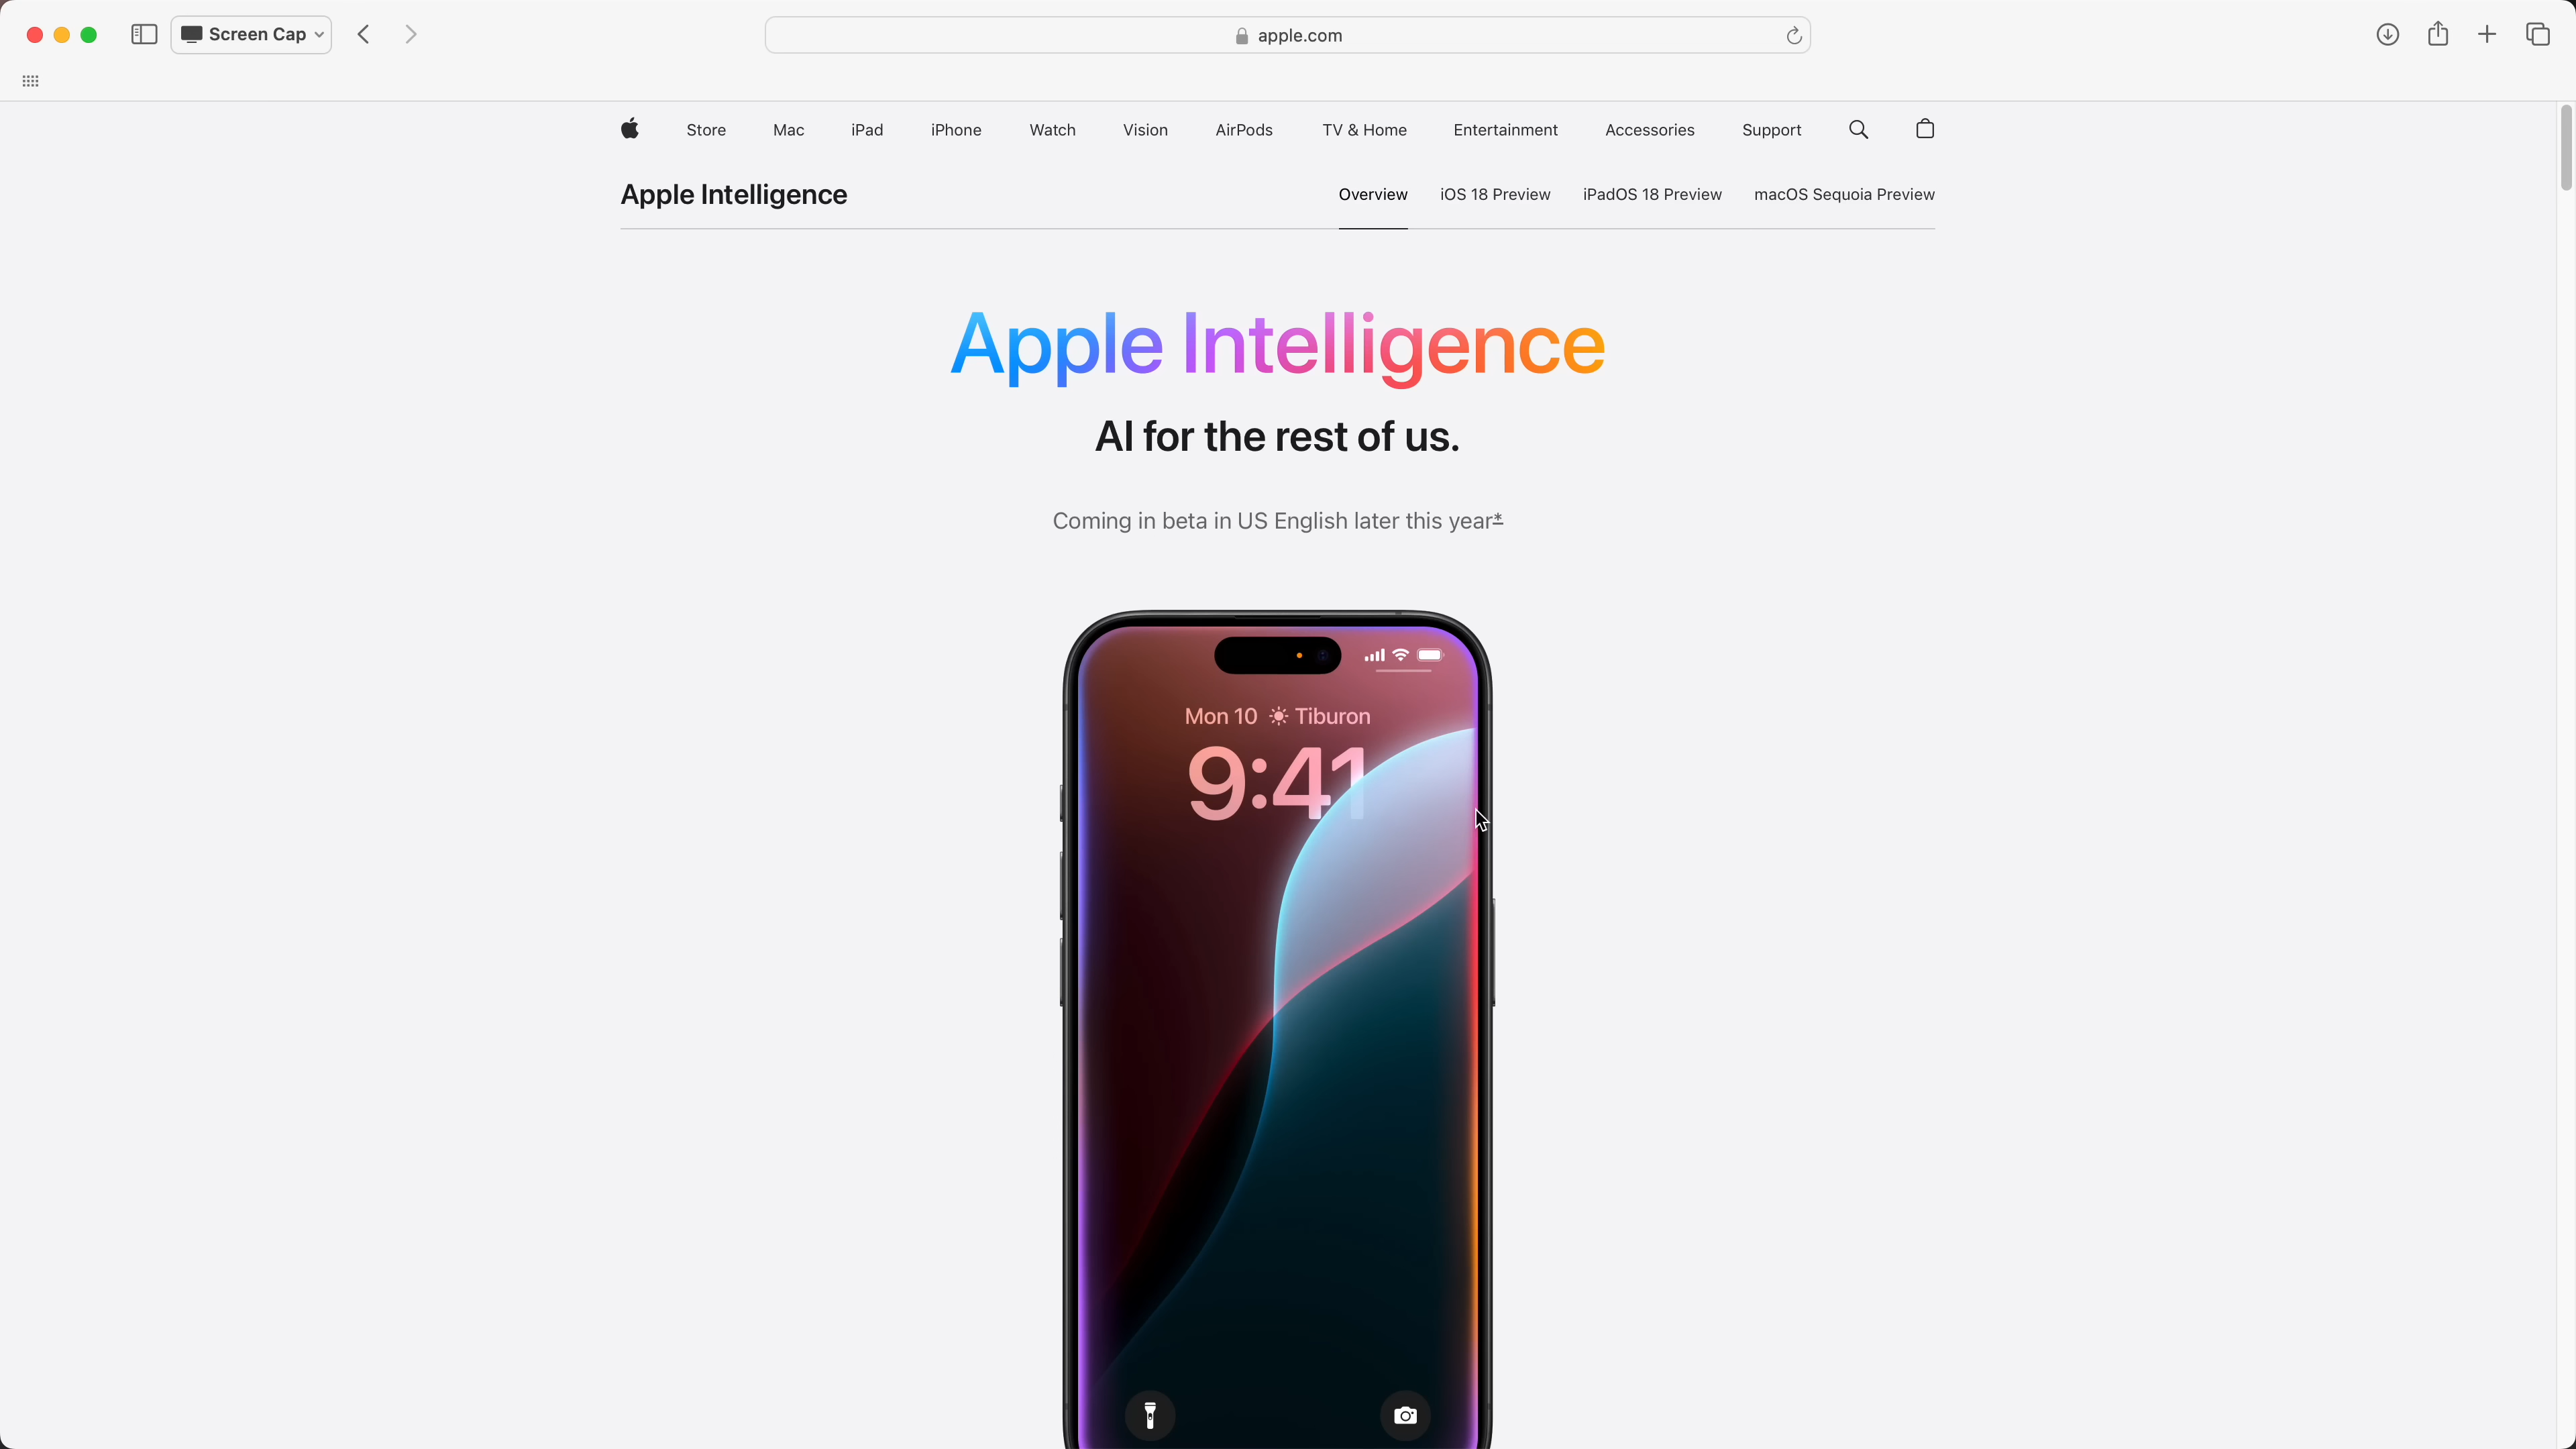 Screen Cap
apple.com
Store Mac iPad iPhone Watch Vision AirPods TV & Home Entertainment Accessories Support
Apple Intelligence
Overview iOS 18 Preview iPadOS 18 Preview macOS Sequoia Preview
Apple Intelligence
AI for the rest of us.
Coming in beta in US English later this year*
Mon 10 Tiburon
9:41